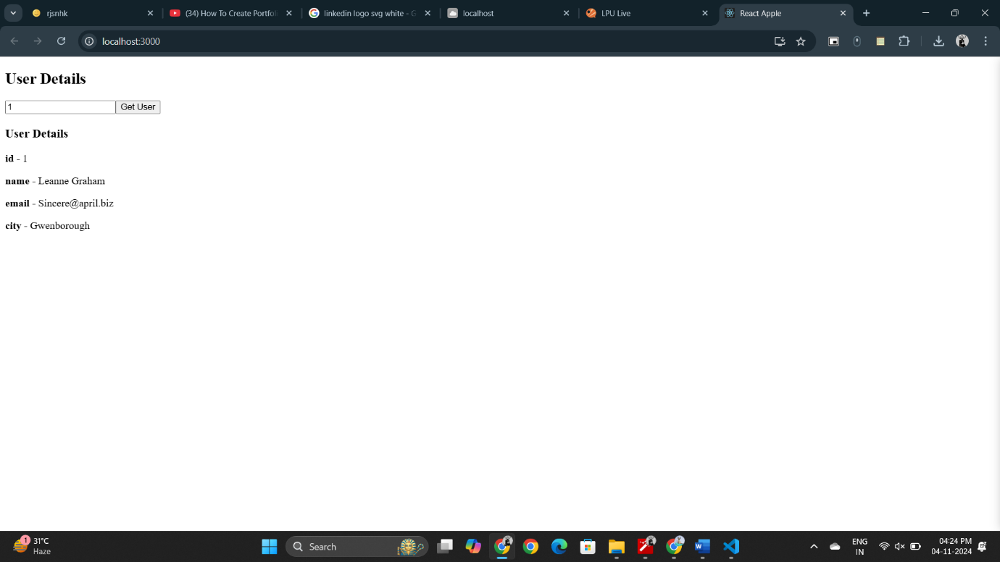 rjsnhk
(34) How To Create Portfol
linkedin logo svg white - G
localhost
LPU Live
React Apple
localhost:3000
User Details
1
Get User
User Details
id - 1
name - Leanne Graham
email - Sincere@april.biz
city - Gwenborough
1
31°C
Haze
Search
ENG
IN
04:24 PM
04-11-2024